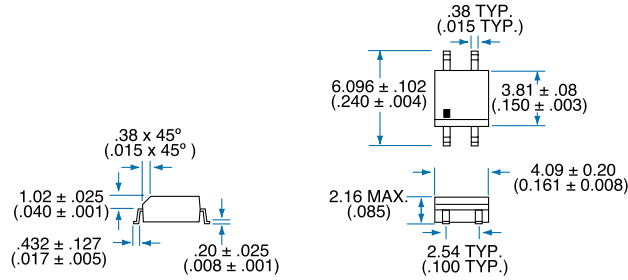 .38 TYP.
(.015 TYP.)
6.096 ± .102
(.240 ± .004)
3.81 ± .08
(.150 ± .003)
.38 x 45º
(.015 x 45º )
1.02 ± .025
(.040 ± .001)
.432 ± .127
(.017 ± .005)
.20 ± .025
(.008 ± .001)
4.09 ± 0.20
(0.161 ± 0.008)
2.16 MAX.
(.085)
2.54 TYP.
(.100 TYP.)